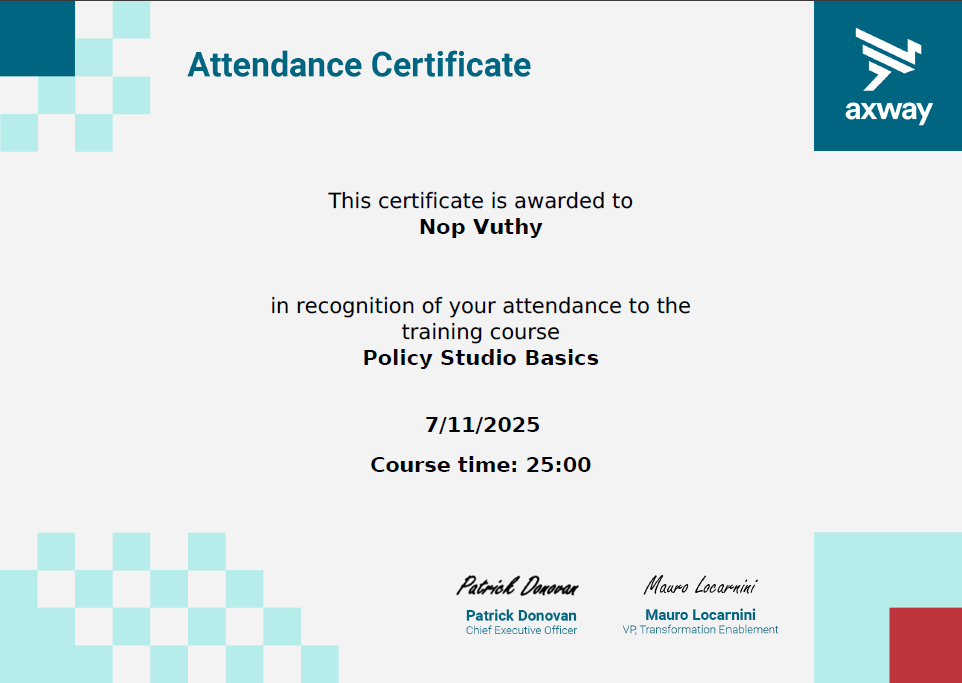 Attendance Certificate
axway
This certificate is awarded to
Nop Vuthy
in recognition of your attendance to the
training course
Policy Studio Basics
7/11/2025
Course time: 25:00
Patrick Donovan
Mauro Locarnini
Patrick Donovan
Mauro Locarnini
Chief Executive Officer
VP, Transformation Enablement